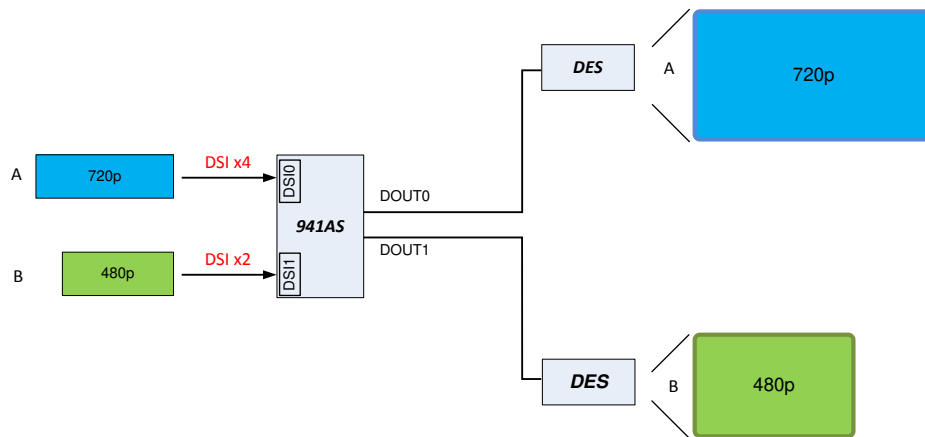 DES
A
720p
A
720p
DSI x4
DSI0
DOUT0
941AS
DOUT1
B
480p
DSI x2
DSI1
DES
B
480p